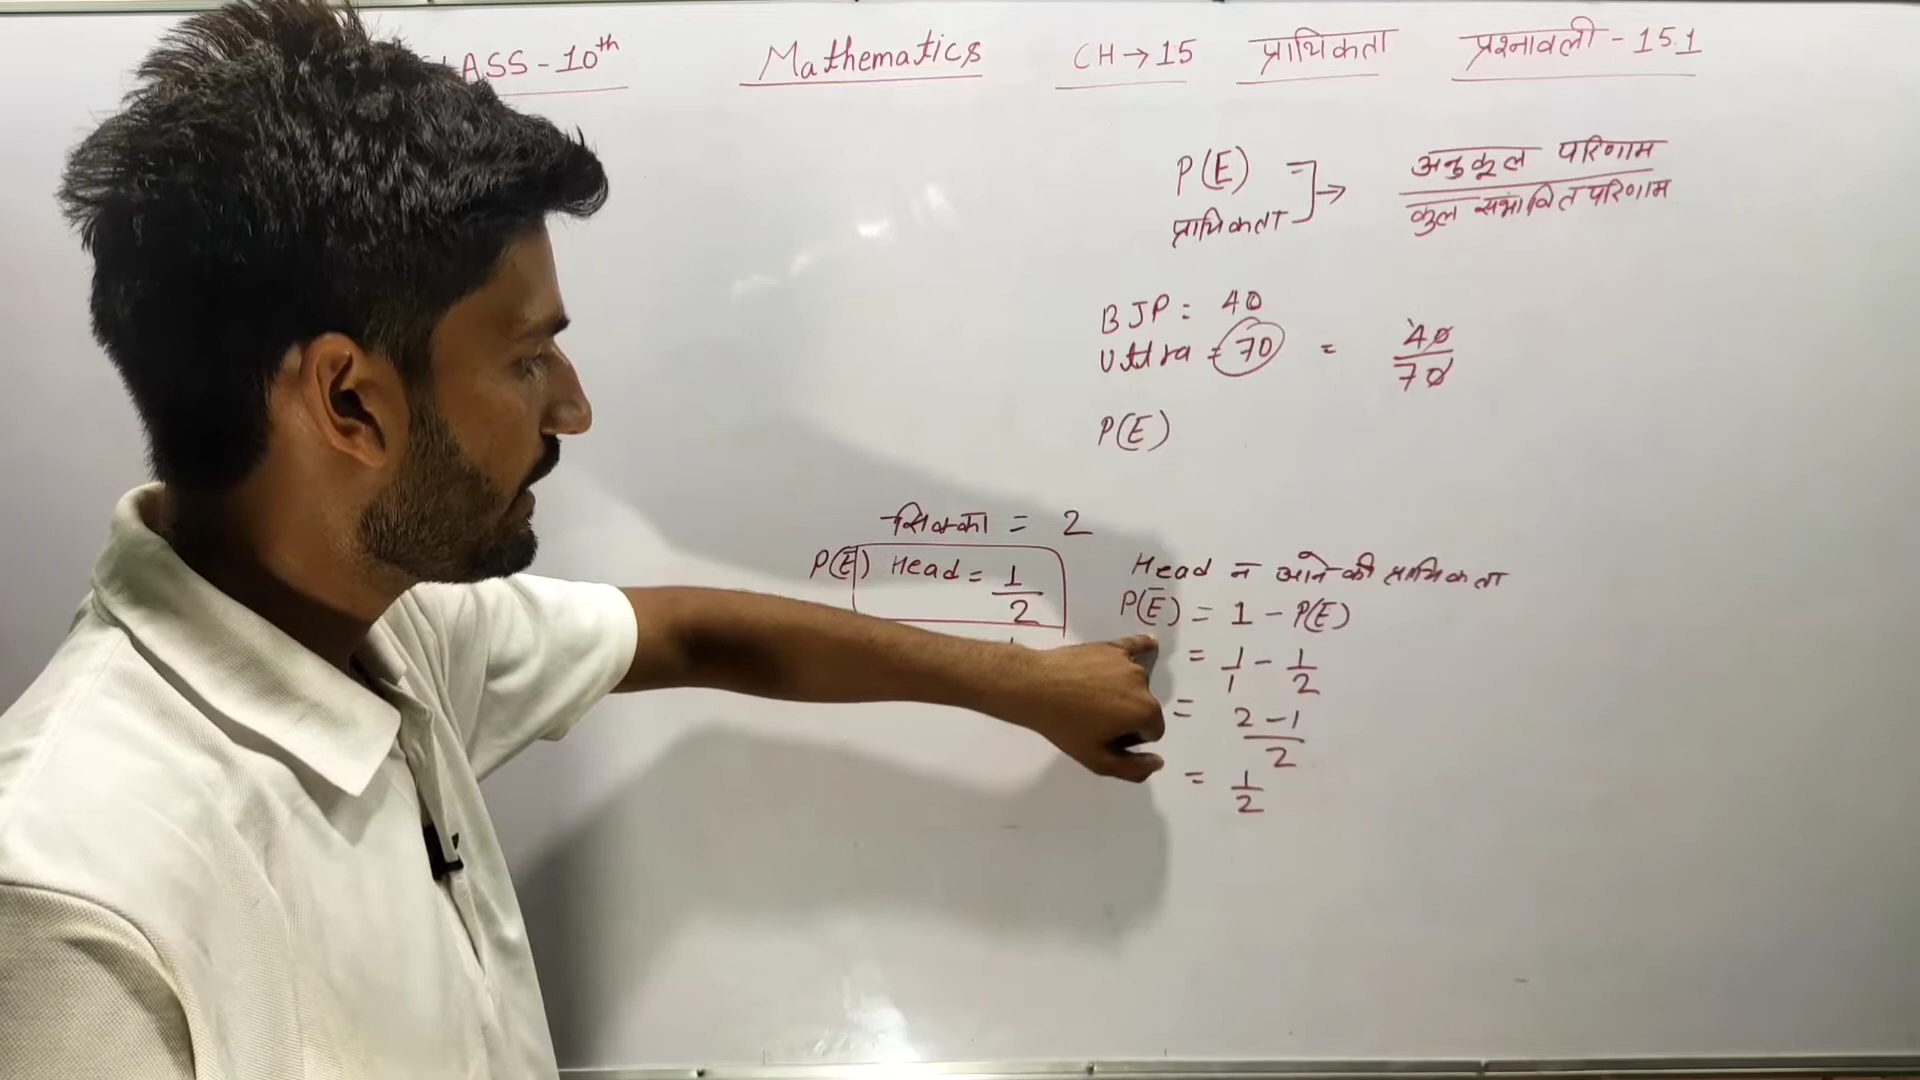 CLASS-10th Mathematics CH→15 प्रायिकता प्रश्नावली-15.1
P(E) = → अनुकूल परिणाम
प्रायिकता कुल संभावित परिणाम
BJP = 40
Uttra = 70 = 40/70
P(E)
सिक्का = 2
P(E) Head = 1/2
Head न आने की प्रायिकता
P(E̅) = 1 - P(E)
= 1/1 - 1/2
= 2-1/2
= 1/2